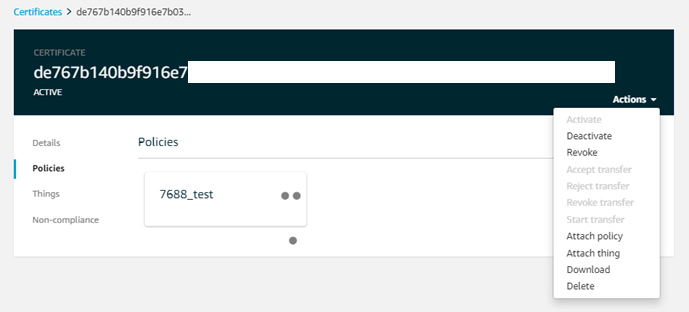 Certificates > de767b140b9f916e7b03...
CERTIFICATE
de767b140b9f916e7
ACTIVE
Actions
Details
Policies
Things
Non-compliance
Policies
7688_test
Activate
Deactivate
Revoke
Accept transfer
Reject transfer
Revoke transfer
Start transfer
Attach policy
Attach thing
Download
Delete